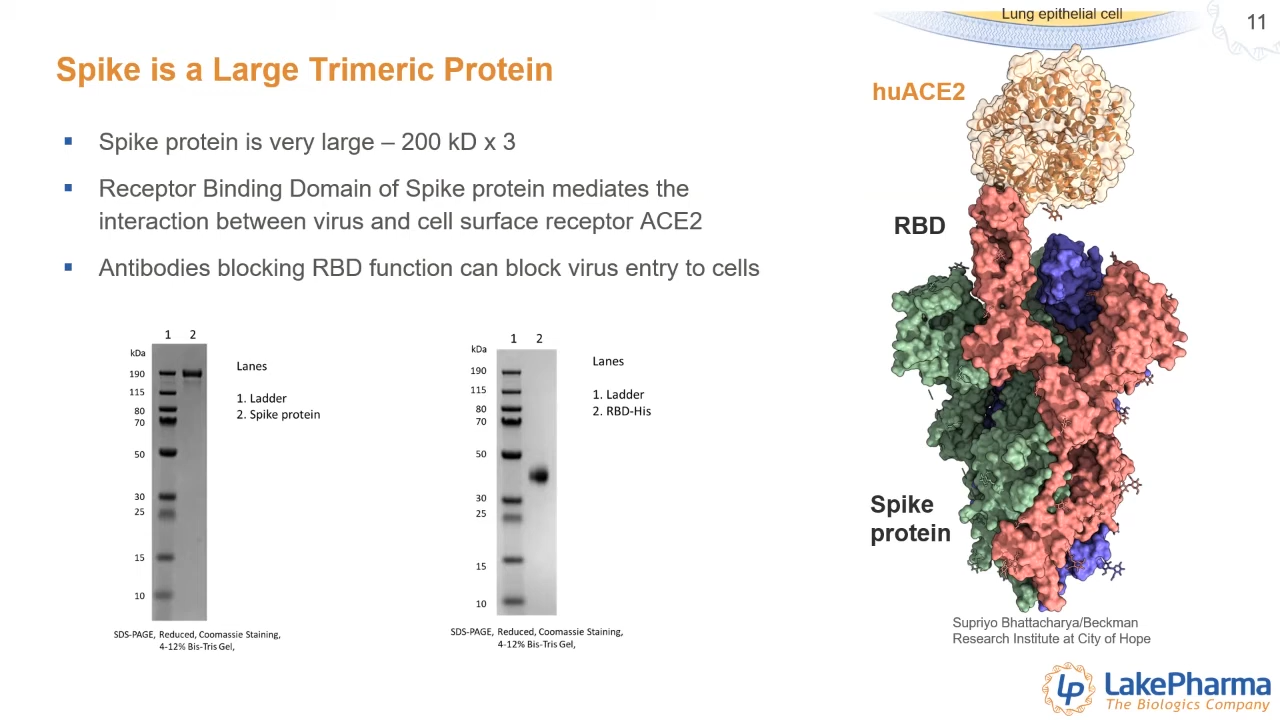 Lung epithelial cell
11
Spike is a Large Trimeric Protein
huACE2
▪ Spike protein is very large – 200 kD x 3
▪ Receptor Binding Domain of Spike protein mediates the
interaction between virus and cell surface receptor ACE2
RBD
▪ Antibodies blocking RBD function can block virus entry to cells
1 2
kDa
190
115
80
70
50
30
25
15
10
Lanes
1. Ladder
2. Spike protein
SDS-PAGE, Reduced, Coomassie Staining,
4-12% Bis-Tris Gel,
1 2
kDa
190
115
80
70
50
30
25
15
10
Lanes
1. Ladder
2. RBD-His
SDS-PAGE, Reduced, Coomassie Staining,
4-12% Bis-Tris Gel,
Spike
protein
Supriyo Bhattacharya/Beckman
Research Institute at City of Hope
LP
LakePharma
The Biologics Company